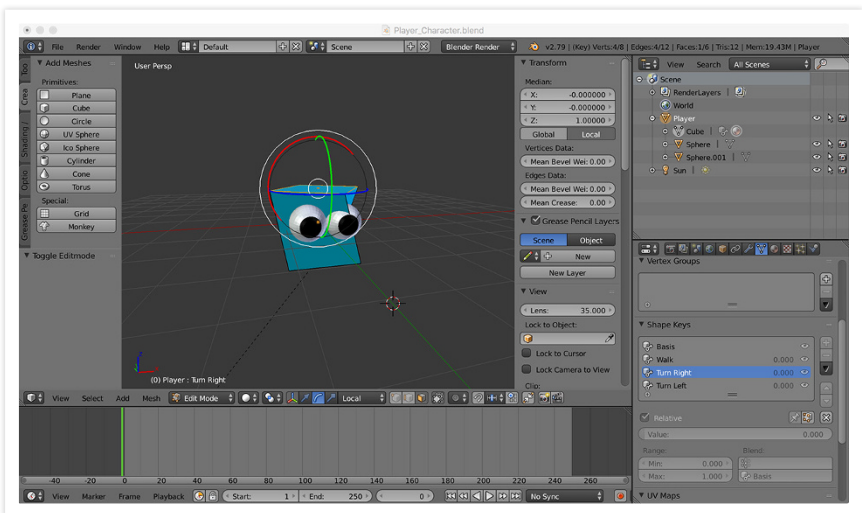 Player_Character.blend
File Render Window Help Default Scene Blender Render v2.79 | (Key) Verts:4/8 | Edges:4/12 | Faces:1/6 | Tris:12 | Mem:19.43M | Player
Add Meshes
Primitives:
Plane
Cube
Circle
UV Sphere
Ico Sphere
Cylinder
Cone
Torus
Special:
Grid
Monkey
Toggle Editmode
Too
Crea
Shading /
Optio
Grease Pe
User Persp
(0) Player : Turn Right
Transform
Median:
X: -0.000000
Y: -0.000000
Z: 1.00000
Global Local
Vertices Data:
Mean Bevel Wei: 0.00
Edges Data:
Mean Bevel Wei: 0.00
Mean Crease: 0.00
Grease Pencil Layers
Scene Object
New
New Layer
View
Lens: 35.000
Lock to Object:
Lock to Cursor
Lock Camera to View
Clip:
View Search All Scenes
Scene
RenderLayers
World
Player
Cube
Sphere
Sphere.001
Sun
Vertex Groups
Shape Keys
Basis
Walk 0.000
Turn Right 0.000
Turn Left 0.000
Relative
Value: 0.000
Range: Blend:
Min: 0.000
Max: 1.000 Basis
UV Maps
View Select Add Mesh Edit Mode Local
-40 -20 0 20 40 60 80 100 120 140 160 180 200 220 240 260
View Marker Frame Playback Start: 1 End: 250 0 No Sync